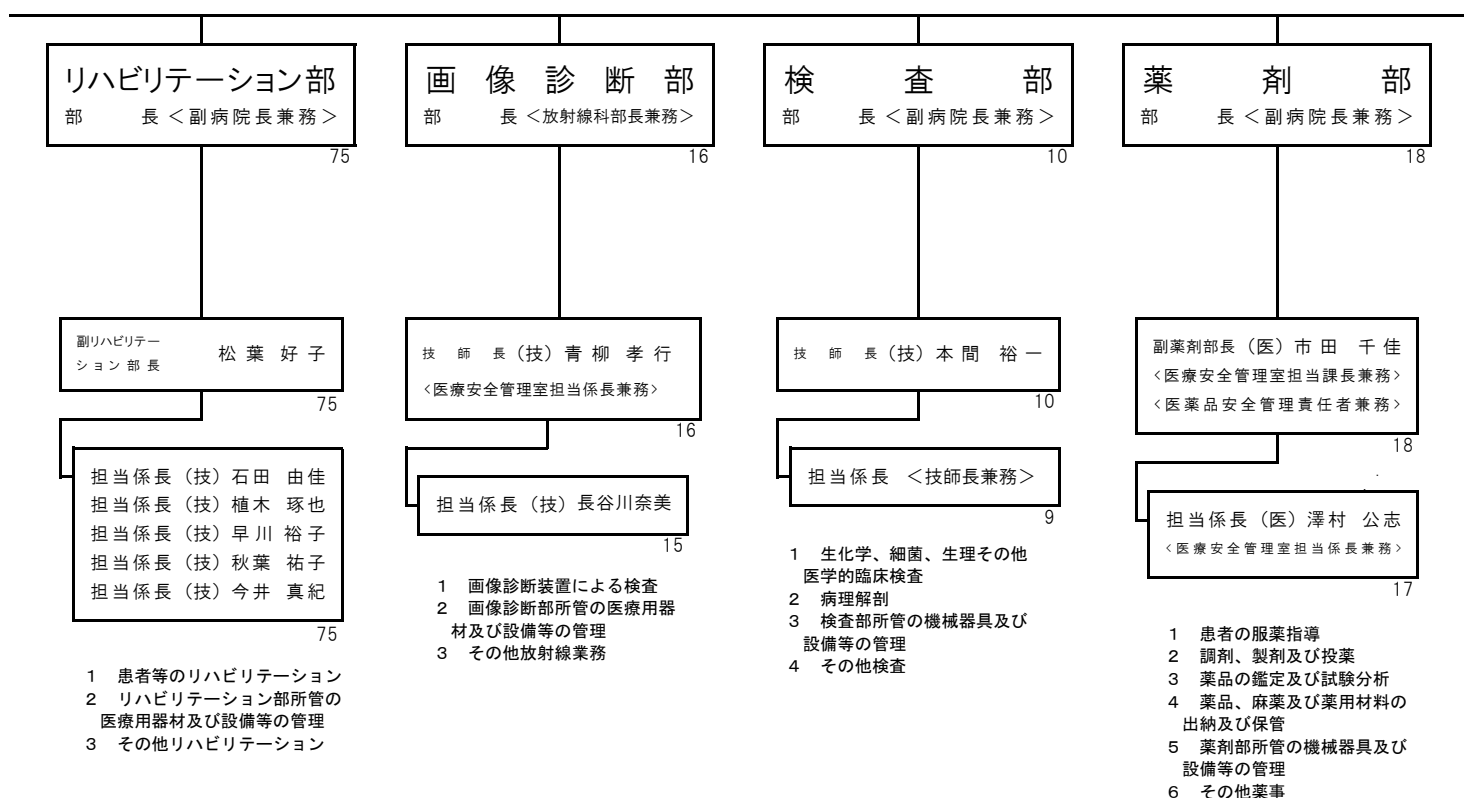 リハビリテーション部
部 長＜副病院長兼務＞
75
副リハビリテー
ション部長
松葉 好子
75
担当係長（技）石田 由佳
担当係長（技）植木 琢也
担当係長（技）早川 裕子
担当係長（技）秋葉 祐子
担当係長（技）今井 真紀
75
1 患者等のリハビリテーション
2 リハビリテーション部所管の
医療用器材及び設備等の管理
3 その他リハビリテーション
画像診断部
部 長＜放射線科部長兼務＞
16
技師長（技）青柳 孝行
＜医療安全管理室担当係長兼務＞
16
担当係長（技）長谷川奈美
15
1 画像診断装置による検査
2 画像診断部所管の医療用器
材及び設備等の管理
3 その他放射線業務
検査部
部 長＜副病院長兼務＞
10
技師長（技）本間 裕一
10
担当係長 ＜技師長兼務＞
9
1 生化学、細菌、生理その他
医学的臨床検査
2 病理解剖
3 検査部所管の機械器具及び
設備等の管理
4 その他検査
薬剤部
部 長＜副病院長兼務＞
18
副薬剤部長（医）市田 千佳
＜医療安全管理室担当課長兼務＞
＜医薬品安全管理責任者兼務＞
18
担当係長（医）澤村 公志
＜医療安全管理室担当係長兼務＞
17
1 患者の服薬指導
2 調剤、製剤及び投薬
3 薬品の鑑定及び試験分析
4 薬品、麻薬及び薬用材料の
出納及び保管
5 薬剤部所管の機械器具及び
設備等の管理
6 その他薬事